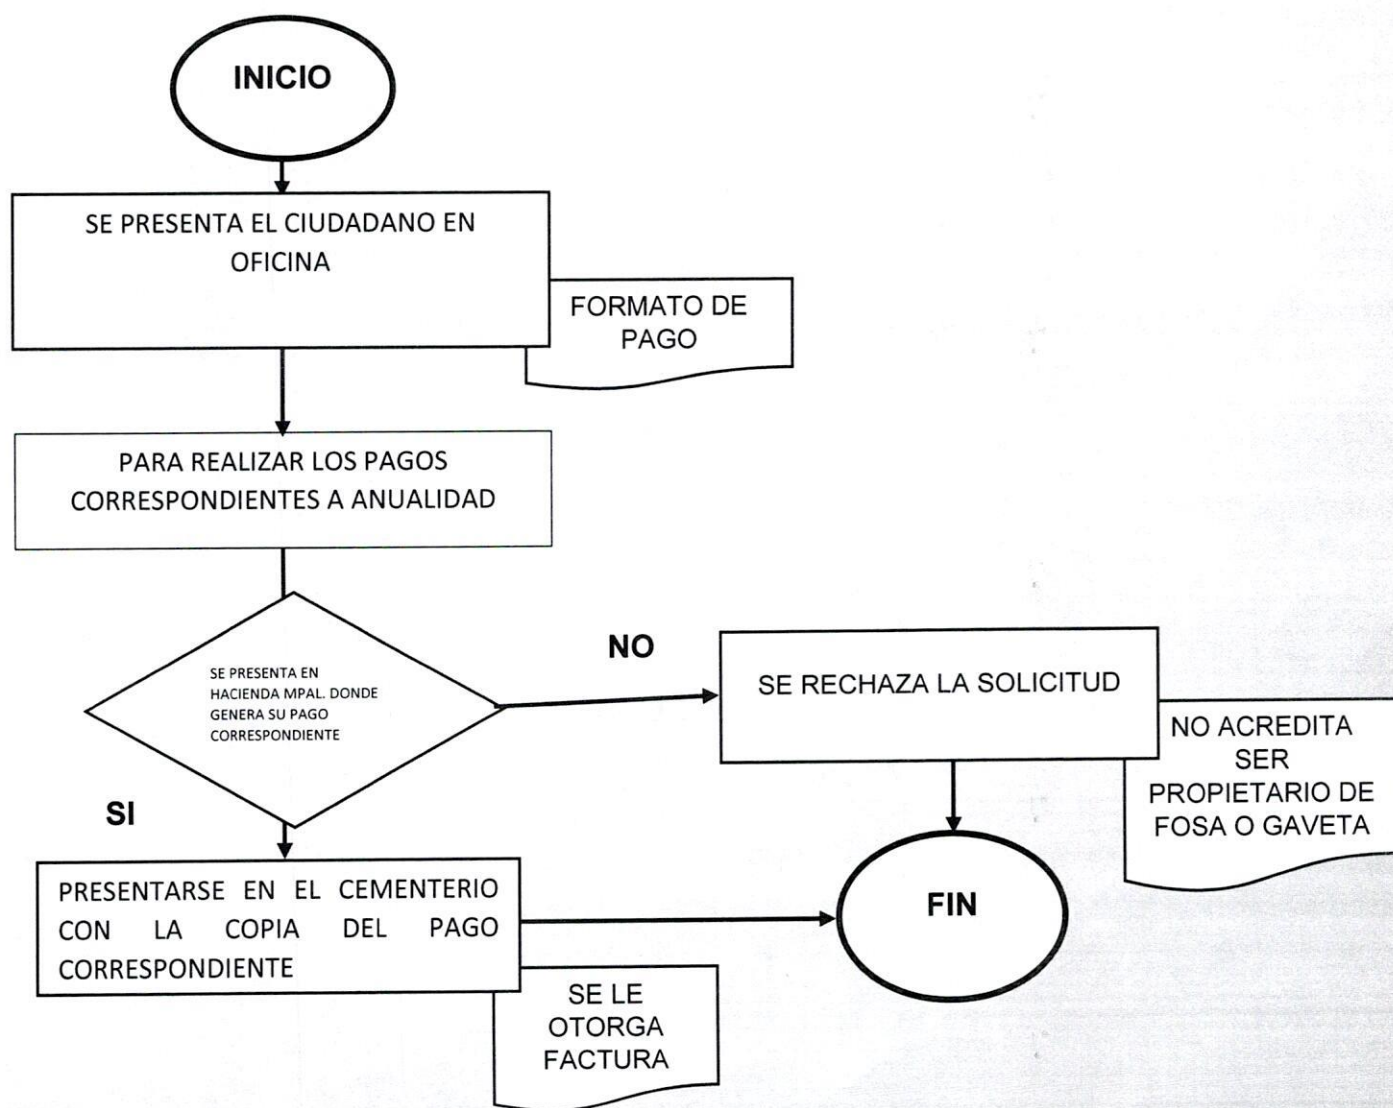 INICIO
SE PRESENTA EL CIUDADANO EN
OFICINA
FORMATO DE
PAGO
PARA REALIZAR LOS PAGOS
CORRESPONDIENTES A ANUALIDAD
SE PRESENTA EN
HACIENDA MPAL. DONDE
GENERA SU PAGO
CORRESPONDIENTE
NO
SE RECHAZA LA SOLICITUD
NO ACREDITA
SER
PROPIETARIO DE
FOSA O GAVETA
SI
PRESENTARSE EN EL CEMENTERIO
CON LA COPIA DEL PAGO
CORRESPONDIENTE
FIN
SE LE
OTORGA
FACTURA